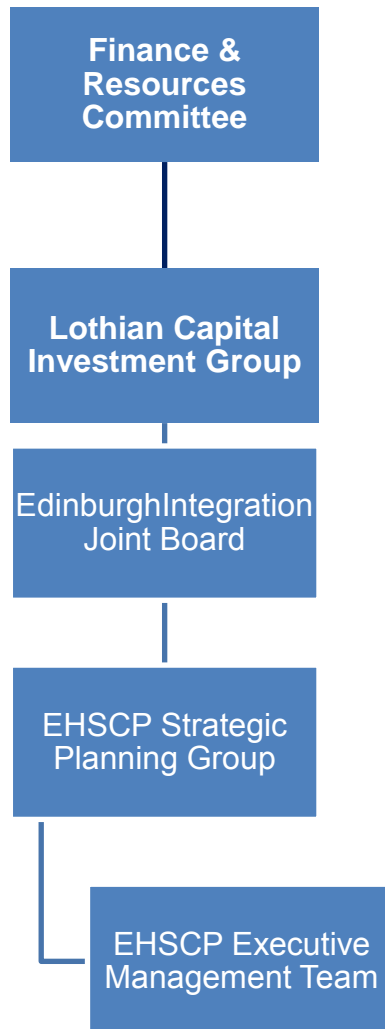 Finance &
Resources
Committee
Lothian Capital
Investment Group
EdinburghIntegration
Joint Board
EHSCP Strategic
Planning Group
EHSCP Executive
Management Team